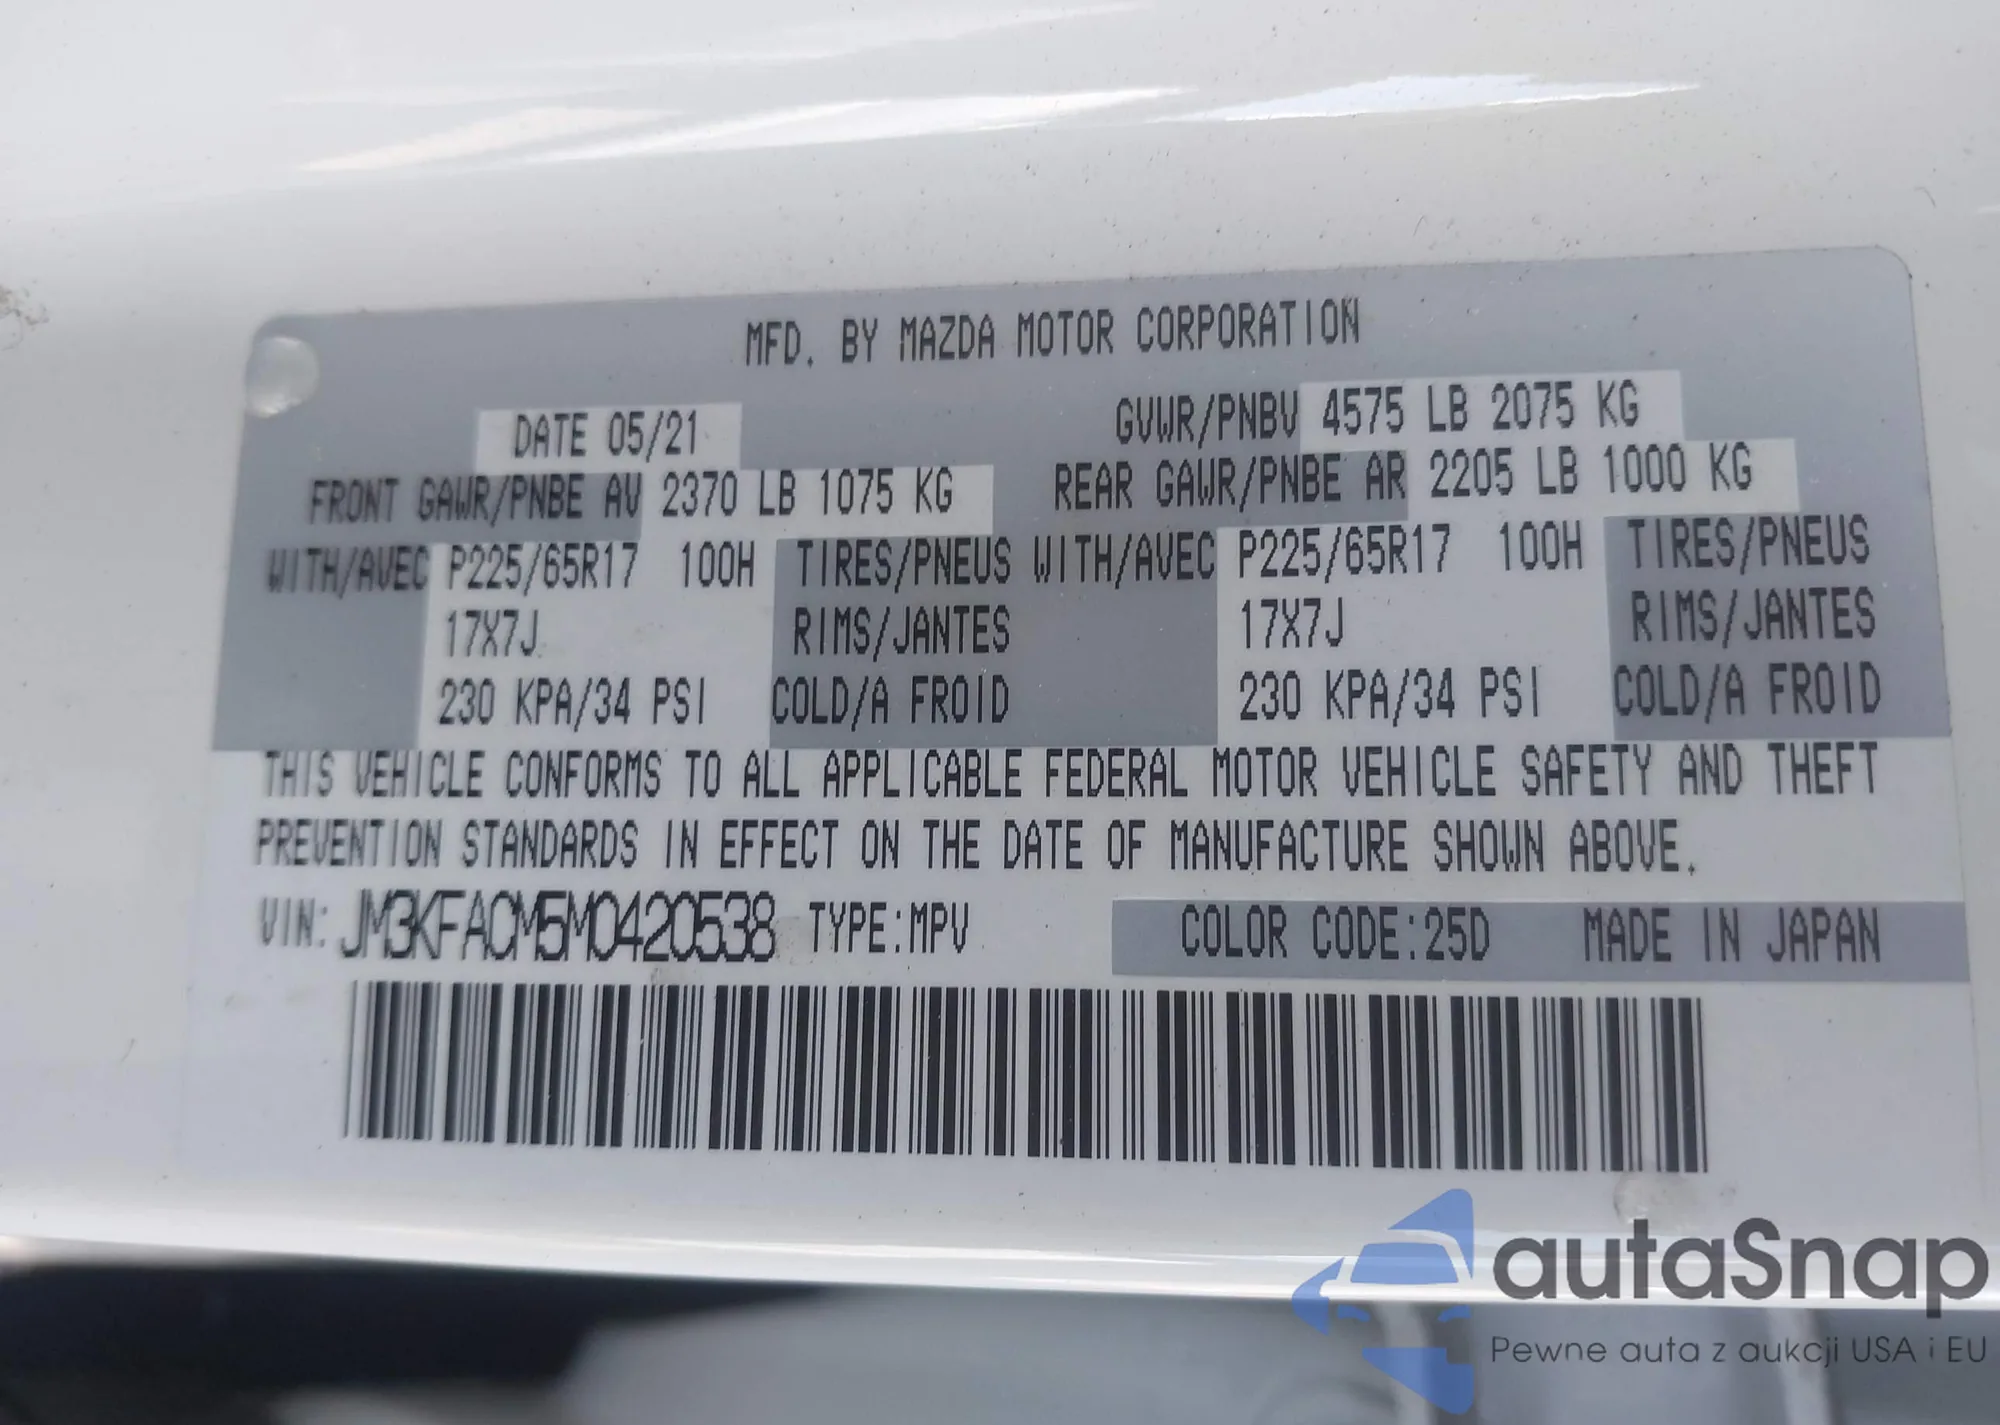 MFD. BY MAZDA MOTOR CORPORATION
DATE 05/21 GVWR/PNBV 4575 LB 2075 KG
FRONT GAWR/PNBE AV 2370 LB 1075 KG REAR GAWR/PNBE AR 2205 LB 1000 KG
WITH/AVEC P225/65R17 100H TIRES/PNEUS WITH/AVEC P225/65R17 100H TIRES/PNEUS
17X7J RIMS/JANTES 17X7J RIMS/JANTES
230 KPA/34 PSI COLD/A FROID 230 KPA/34 PSI COLD/A FROID
THIS VEHICLE CONFORMS TO ALL APPLICABLE FEDERAL MOTOR VEHICLE SAFETY AND THEFT
PREVENTION STANDARDS IN EFFECT ON THE DATE OF MANUFACTURE SHOWN ABOVE.
VIN: JM3KFACM5M0420538 TYPE:MPV COLOR CODE:25D MADE IN JAPAN
autaSnap
Pewne auta z aukcji USA i EU